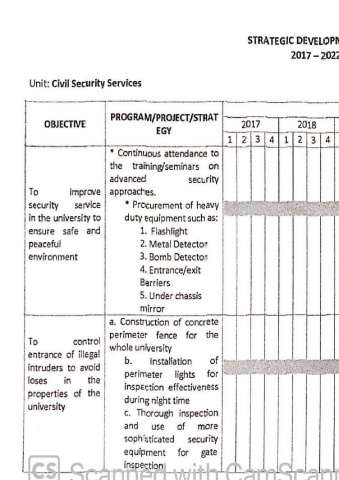 STRATEGIC DEVELOPM
2017 – 2022
Unit: Civil Security Services
OBJECTIVE
PROGRAM/PROJECT/STRAT
EGY
2017
2018
1 2 3 4 1 2 3 4
To improve
security service
in the university to
ensure safe and
peaceful
environment
* Continuous attendance to
the training/seminars on
advanced security
approaches.
* Procurement of heavy
duty equipment such as:
1. Flashlight
2. Metal Detector
3. Bomb Detector
4. Entrance/exit
Barriers
5. Under chassis
mirror
To control
entrance of illegal
intruders to avoid
loses in the
properties of the
university
a. Construction of concrete
perimeter fence for the
whole university
b. Installation of
perimeter lights for
inspection effectiveness
during night time
c. Thorough inspection
and use of more
sophisticated security
equipment for gate
inspection
CS Scanned with CamScann